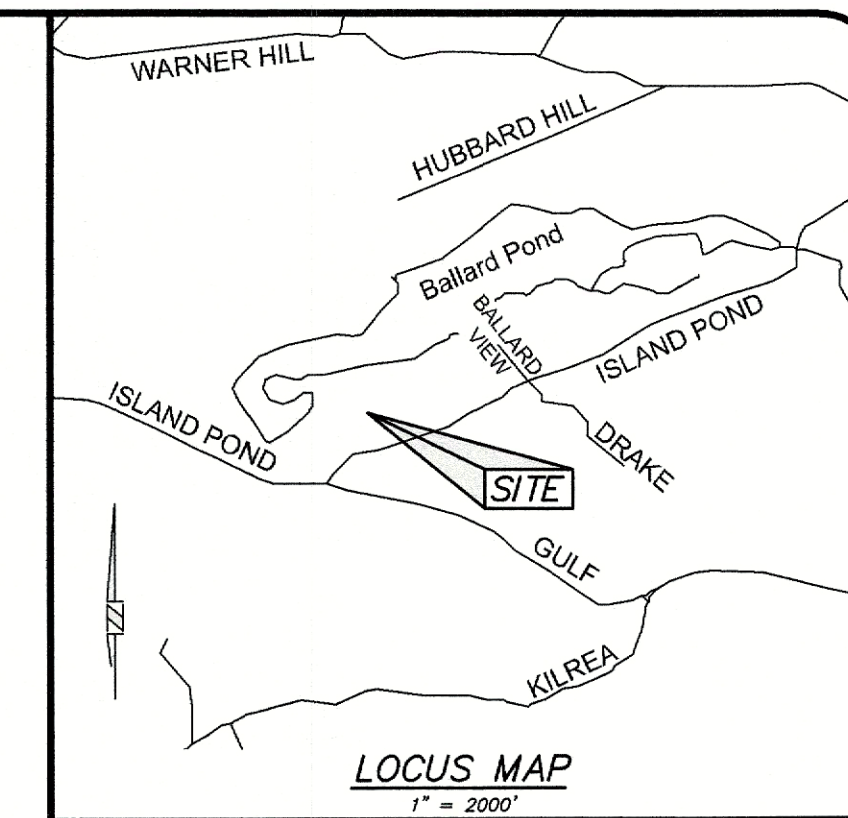 WARNER HILL
HUBBARD HILL
Ballard Pond
BALLARD
VIEW
ISLAND POND
ISLAND POND
DRAKE
SITE
GULF
N
KILREA
LOCUS MAP
1" = 2000'